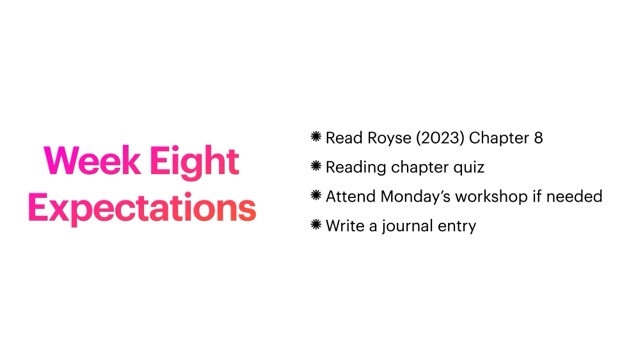 Week Eight
Expectations
✺ Read Royse (2023) Chapter 8
✺ Reading chapter quiz
✺ Attend Monday’s workshop if needed
✺ Write a journal entry